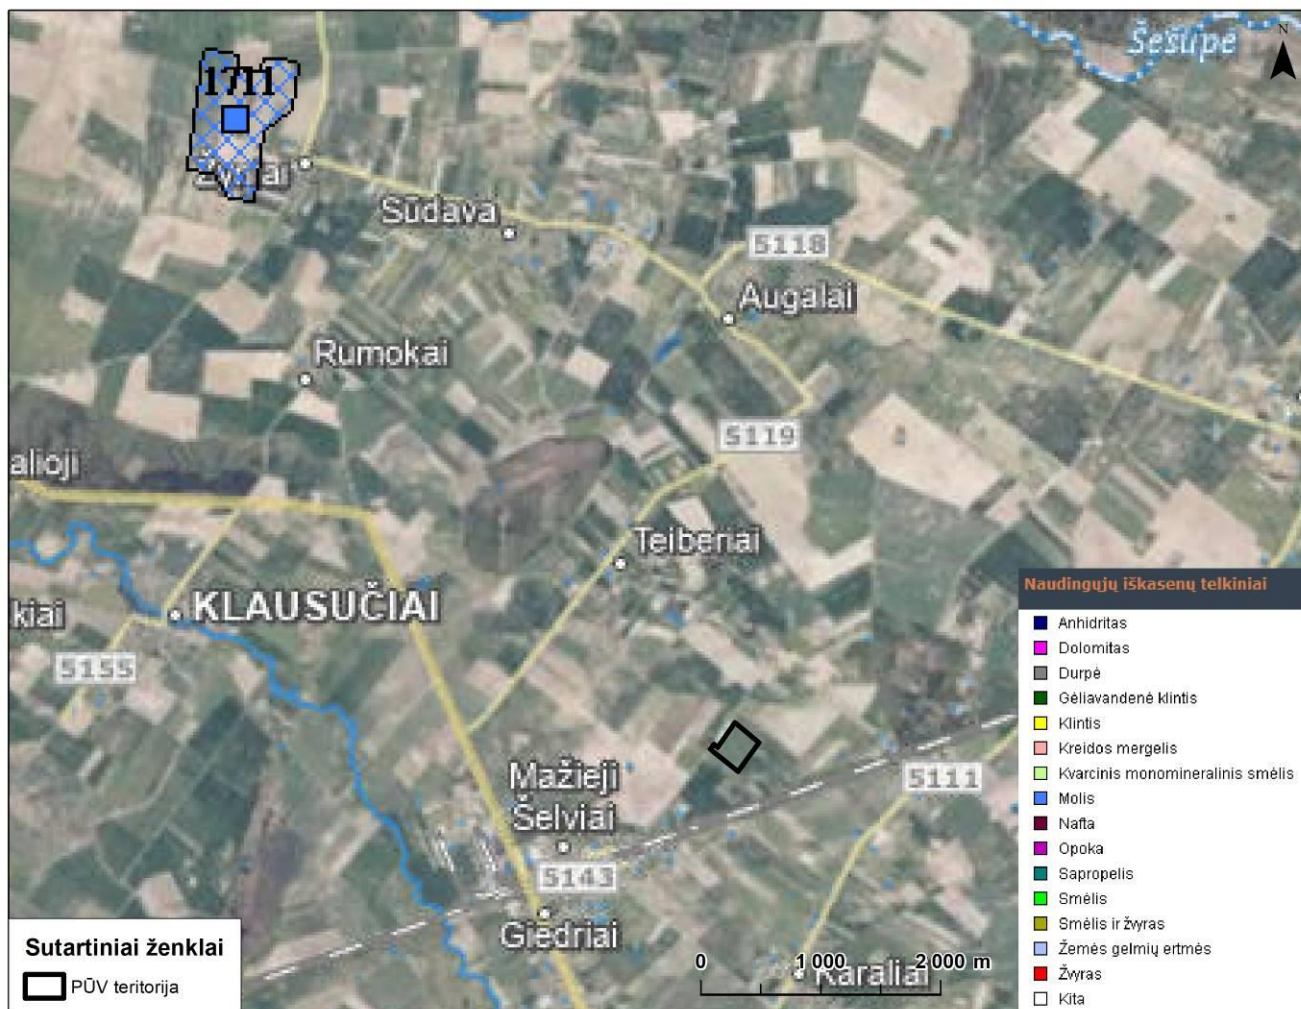 Šešupė
N
1711
Sūdava
5118
Augalai
Rumokai
5119
alioji
Teiberiai
KLAUSUČIAI
kiai
5155
Mažieji
Šelviai
5111
5143
Giedriai
Karaliai
0 1 000 2 000 m
Sutartiniai ženklai
PŪV teritorija
Naudingųjų iškasenų telkiniai
Anhidritas
Dolomitas
Durpė
Gėliavandenė klintis
Klintis
Kreidos mergelis
Kvarcinis monomineralinis smėlis
Molis
Nafta
Opoka
Sapropelis
Smėlis
Smėlis ir žvyras
Žemės gelmių ertmės
Žvyras
Kita